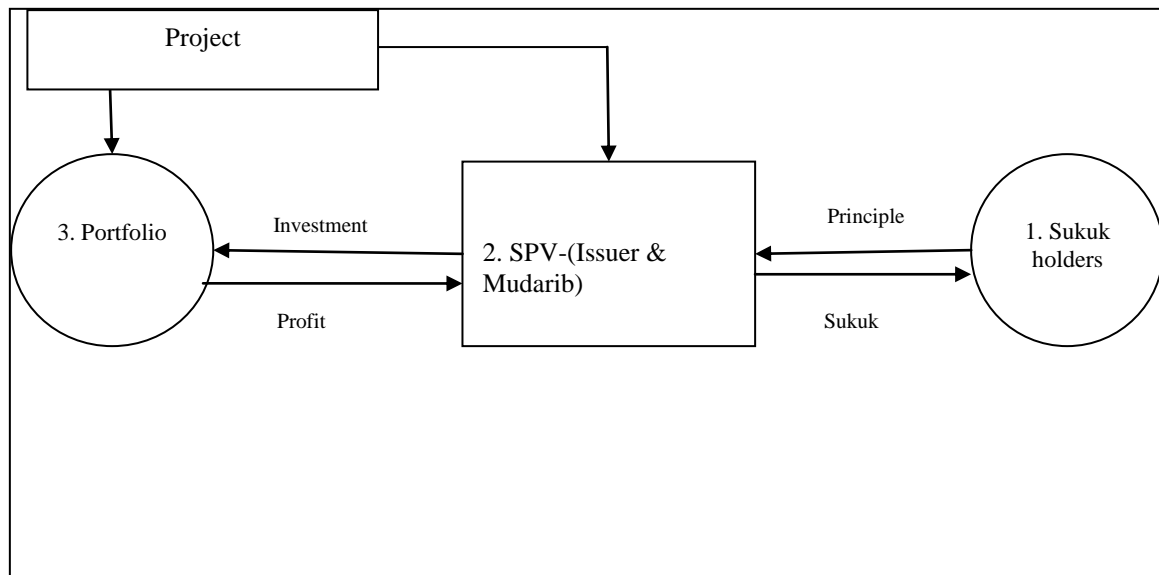 Project
3. Portfolio
Investment
Profit
2. SPV-(Issuer &
Mudarib)
Principle
Sukuk
1. Sukuk
holders